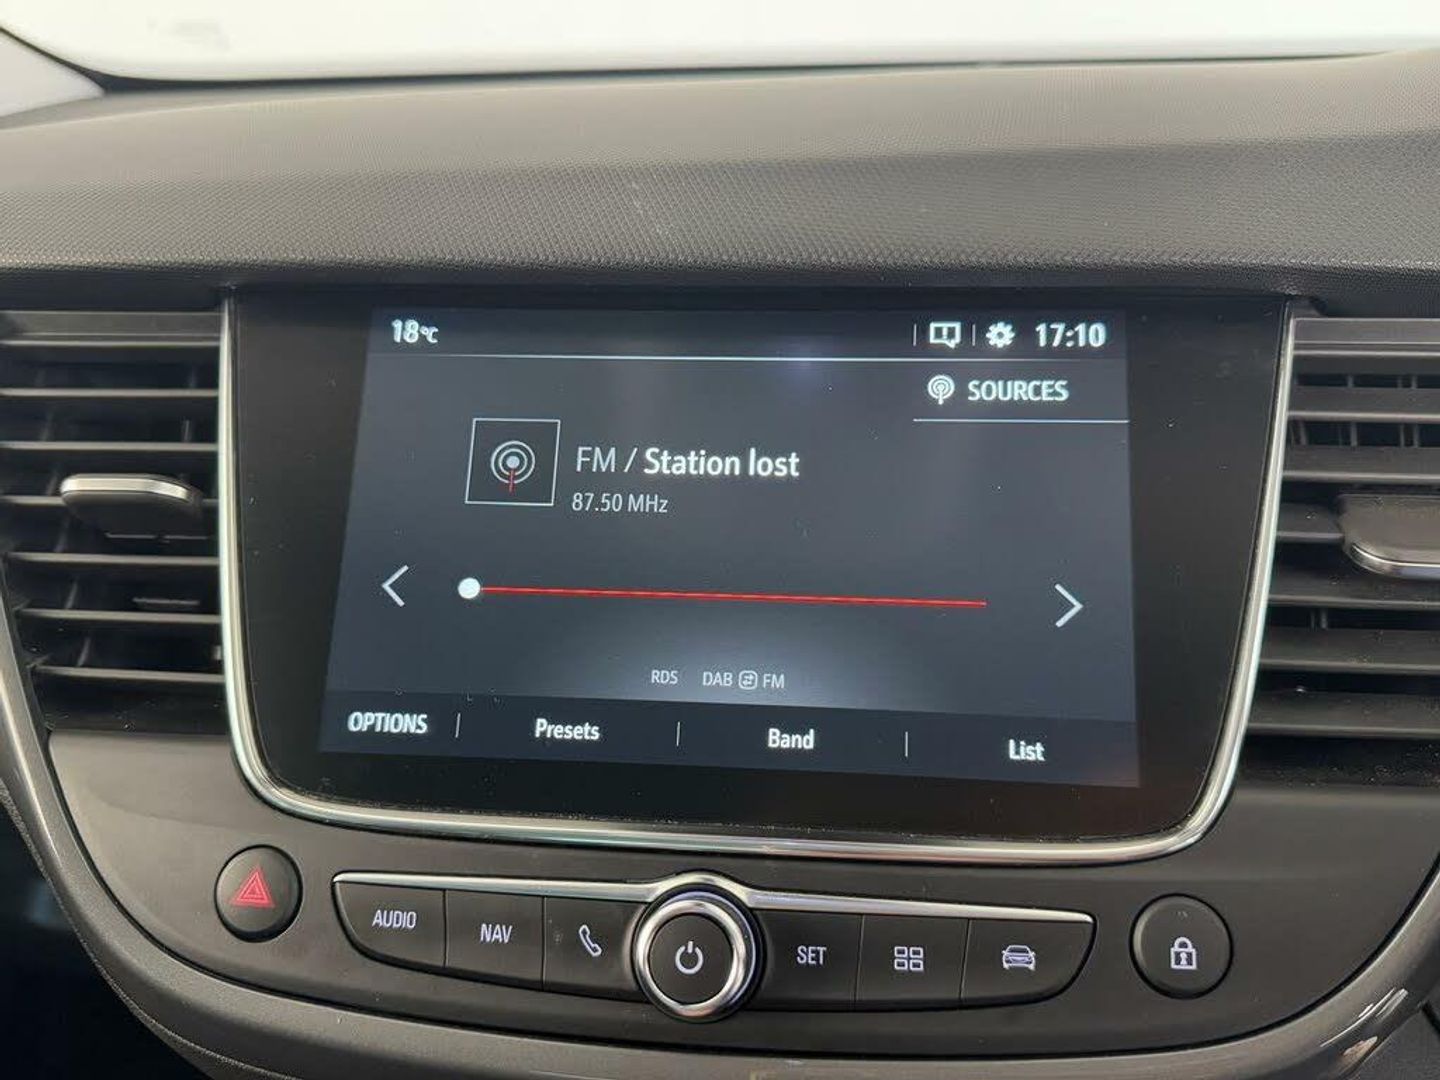 18°C
17:10
SOURCES
FM / Station lost
87.50 MHz
RDS DAB FM
OPTIONS Presets Band List
AUDIO NAV SET